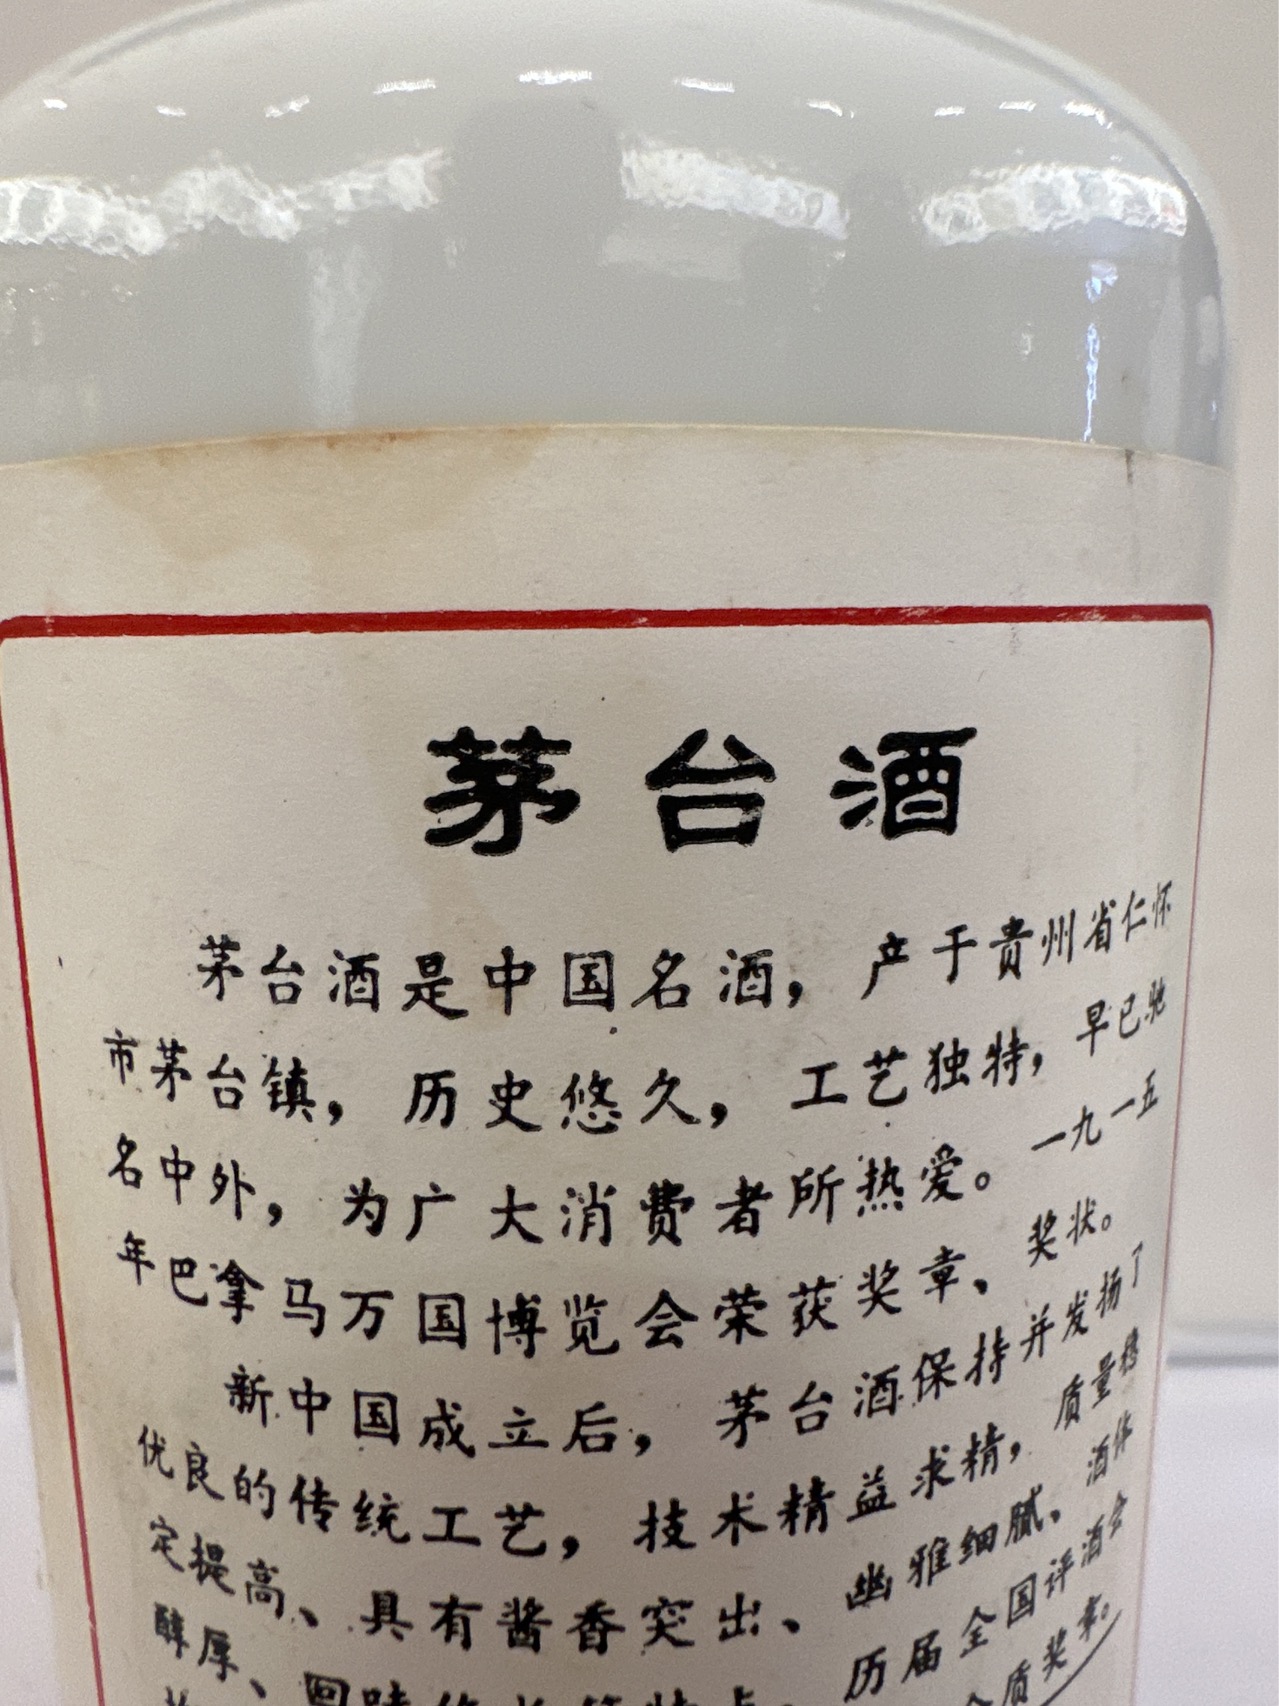 茅台酒
茅台酒是中国名酒，产于贵州省仁怀
市茅台镇，历史悠久，工艺独特，早已驰
名中外，为广大消费者所热爱。一九一五
年巴拿马万国博览会荣获奖章、奖状。
新中国成立后，茅台酒保持并发扬了
优良的传统工艺，技术精益求精，质量稳
定提高、具有酱香突出、幽雅细腻、酒体
醇厚、回味 历届全国评酒会
质奖章。